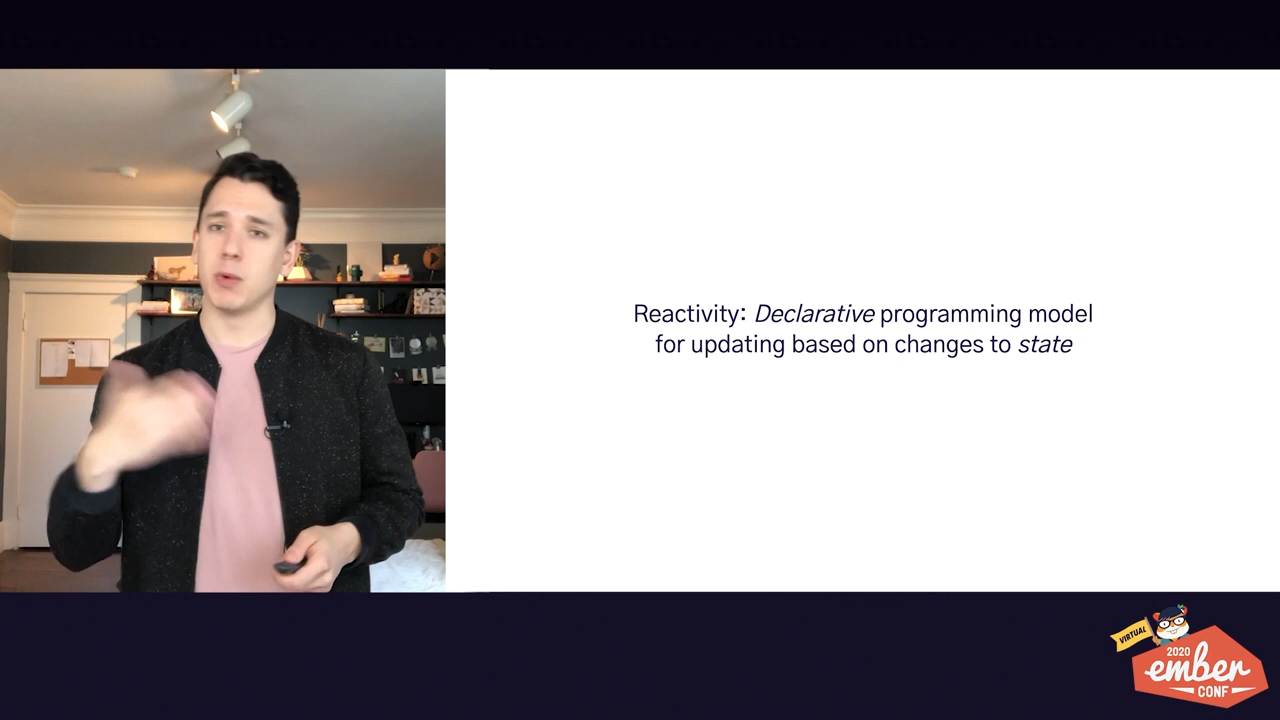 Reactivity: Declarative programming model
for updating based on changes to state
VIRTUAL
2020
ember
CONF